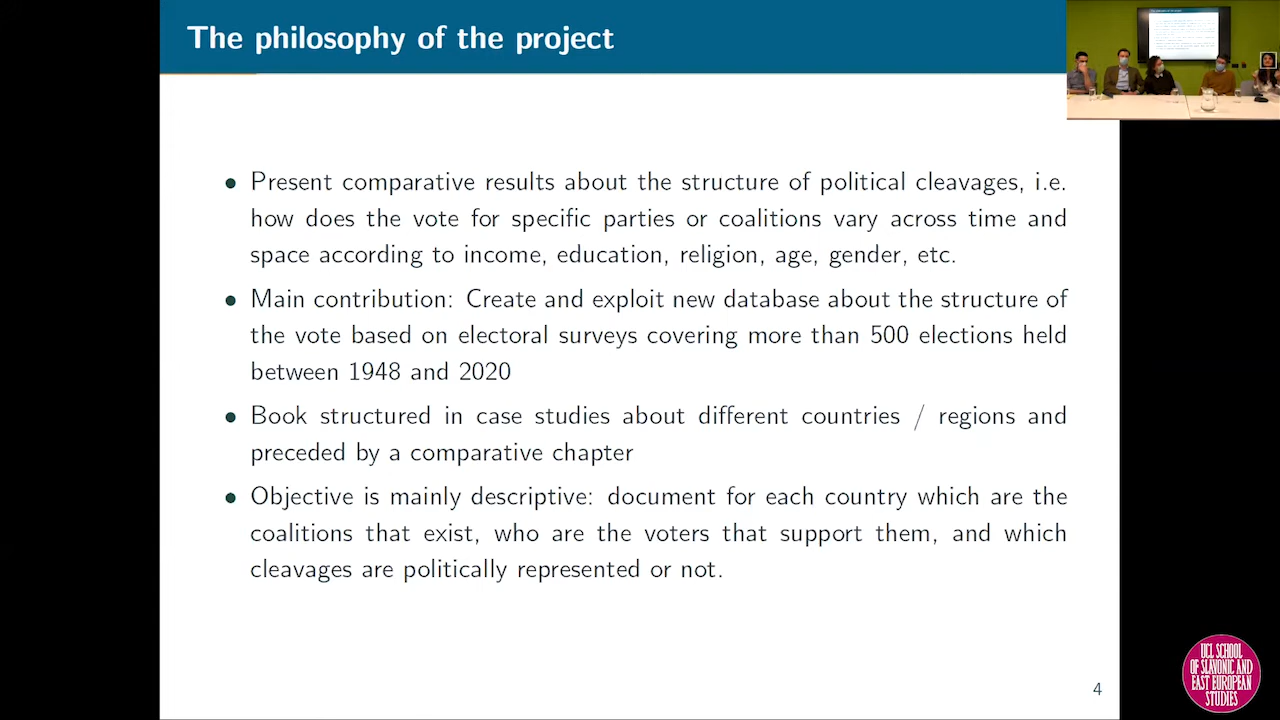 The philosophy of the project
• Present comparative results about the structure of political cleavages, i.e.
how does the vote for specific parties or coalitions vary across time and
space according to income, education, religion, age, gender, etc.
• Main contribution: Create and exploit new database about the structure of
the vote based on electoral surveys covering more than 500 elections held
between 1948 and 2020
• Book structured in case studies about different countries / regions and
preceded by a comparative chapter
• Objective is mainly descriptive: document for each country which are the
coalitions that exist, who are the voters that support them, and which
cleavages are politically represented or not.
UCL SCHOOL
OF SLAVONIC AND
EAST EUROPEAN
STUDIES
4